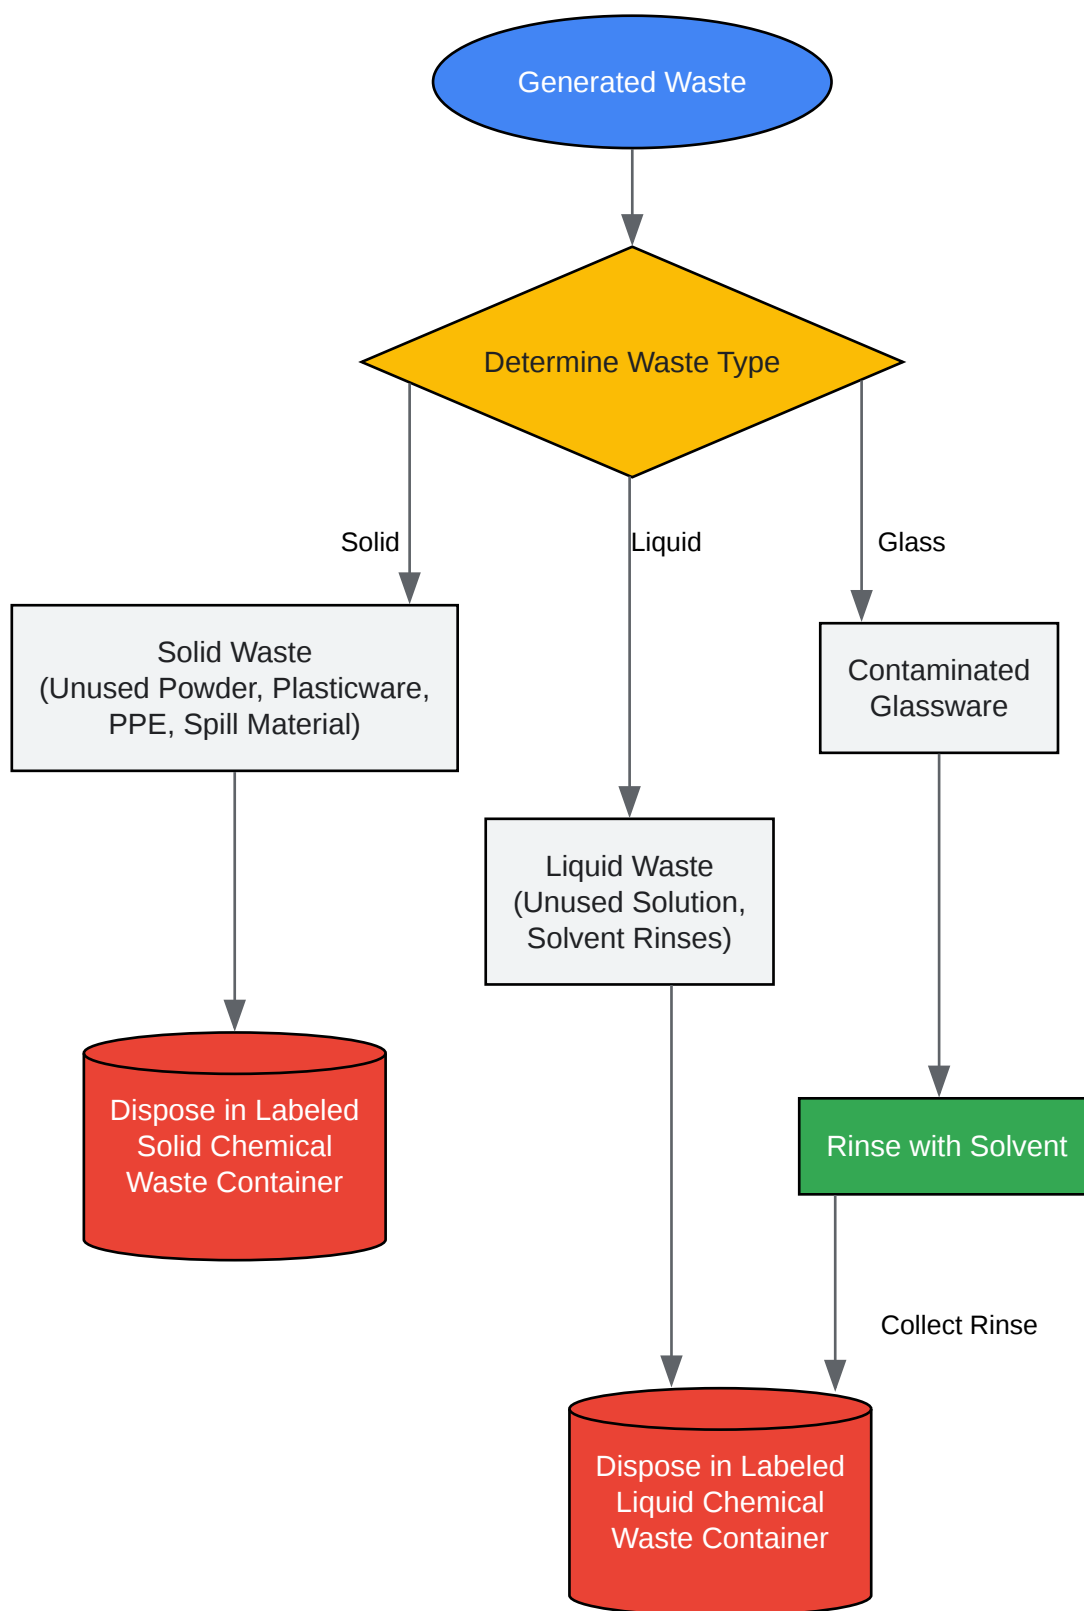 Generated Waste
Determine Waste Type
Solid
Liquid
Glass
Solid Waste
(Unused Powder, Plasticware,
PPE, Spill Material)
Contaminated
Glassware
Liquid Waste
(Unused Solution,
Solvent Rinses)
Dispose in Labeled
Solid Chemical
Waste Container
Rinse with Solvent
Collect Rinse
Dispose in Labeled
Liquid Chemical
Waste Container